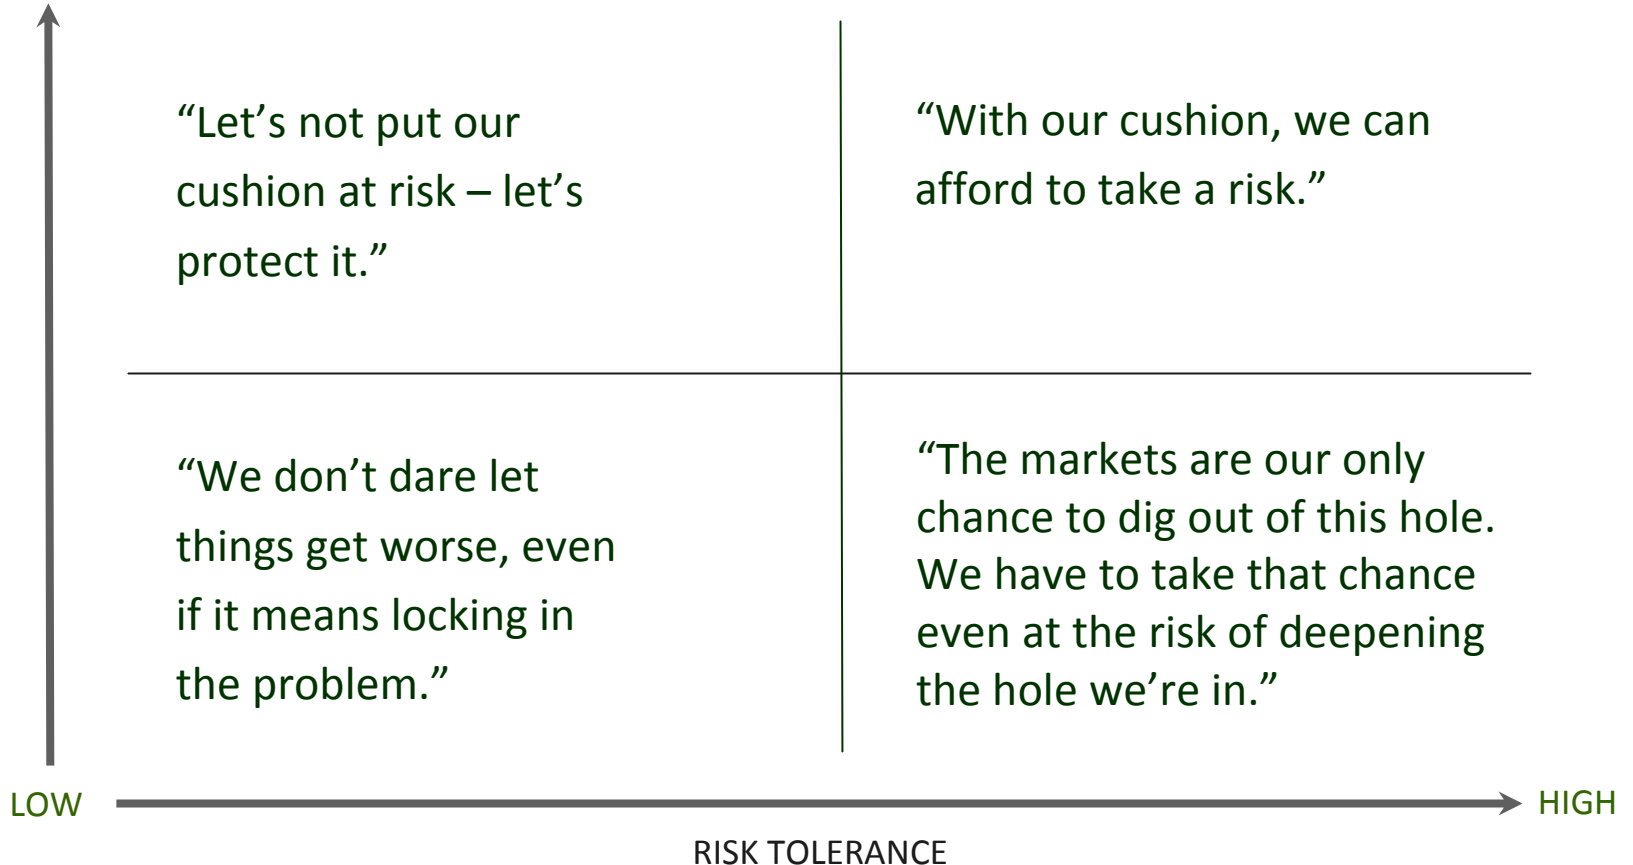 “Let’s not put our
cushion at risk – let’s
protect it.”
“With our cushion, we can
afford to take a risk.”
“We don’t dare let
things get worse, even
if it means locking in
the problem.”
“The markets are our only
chance to dig out of this hole.
We have to take that chance
even at the risk of deepening
the hole we’re in.”
LOW
HIGH
RISK TOLERANCE